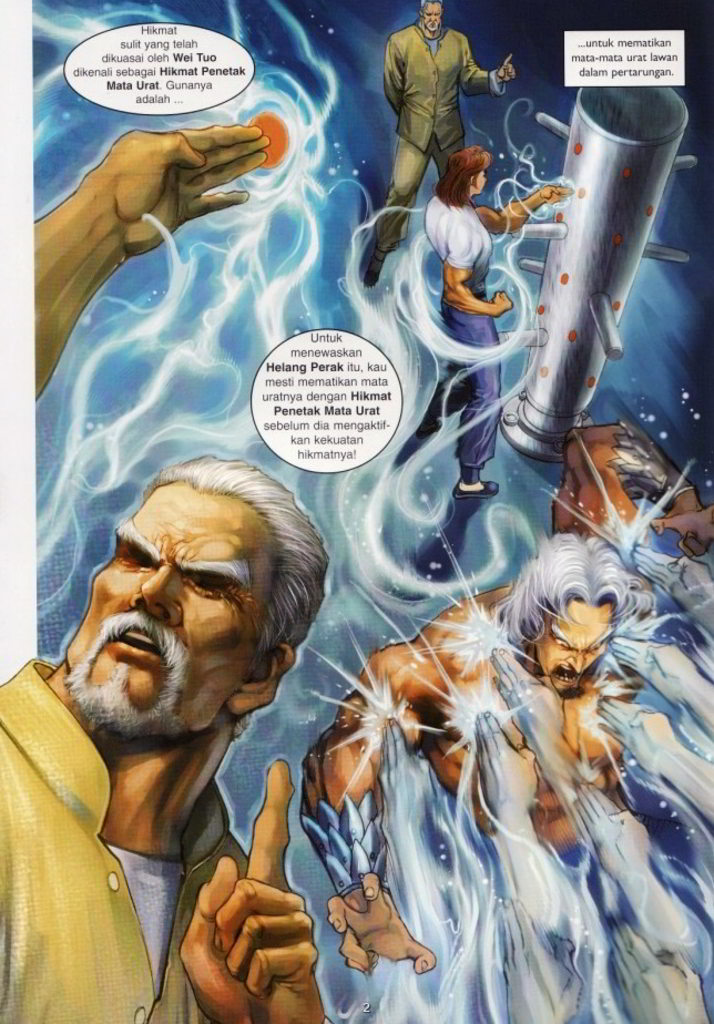 Hikmat
sulit yang telah
dikuasai oleh Wei Tuo
dikenali sebagai Hikmat Penetak
Mata Urat. Gunanya
adalah ...
...untuk mematikan
mata-mata urat lawan
dalam pertarungan.
Untuk
menewaskan
Helang Perak itu, kau
mesti mematikan mata
uratnya dengan Hikmat
Penetak Mata Urat
sebelum dia mengaktif-
kan kekuatan
hikmatnya!
2